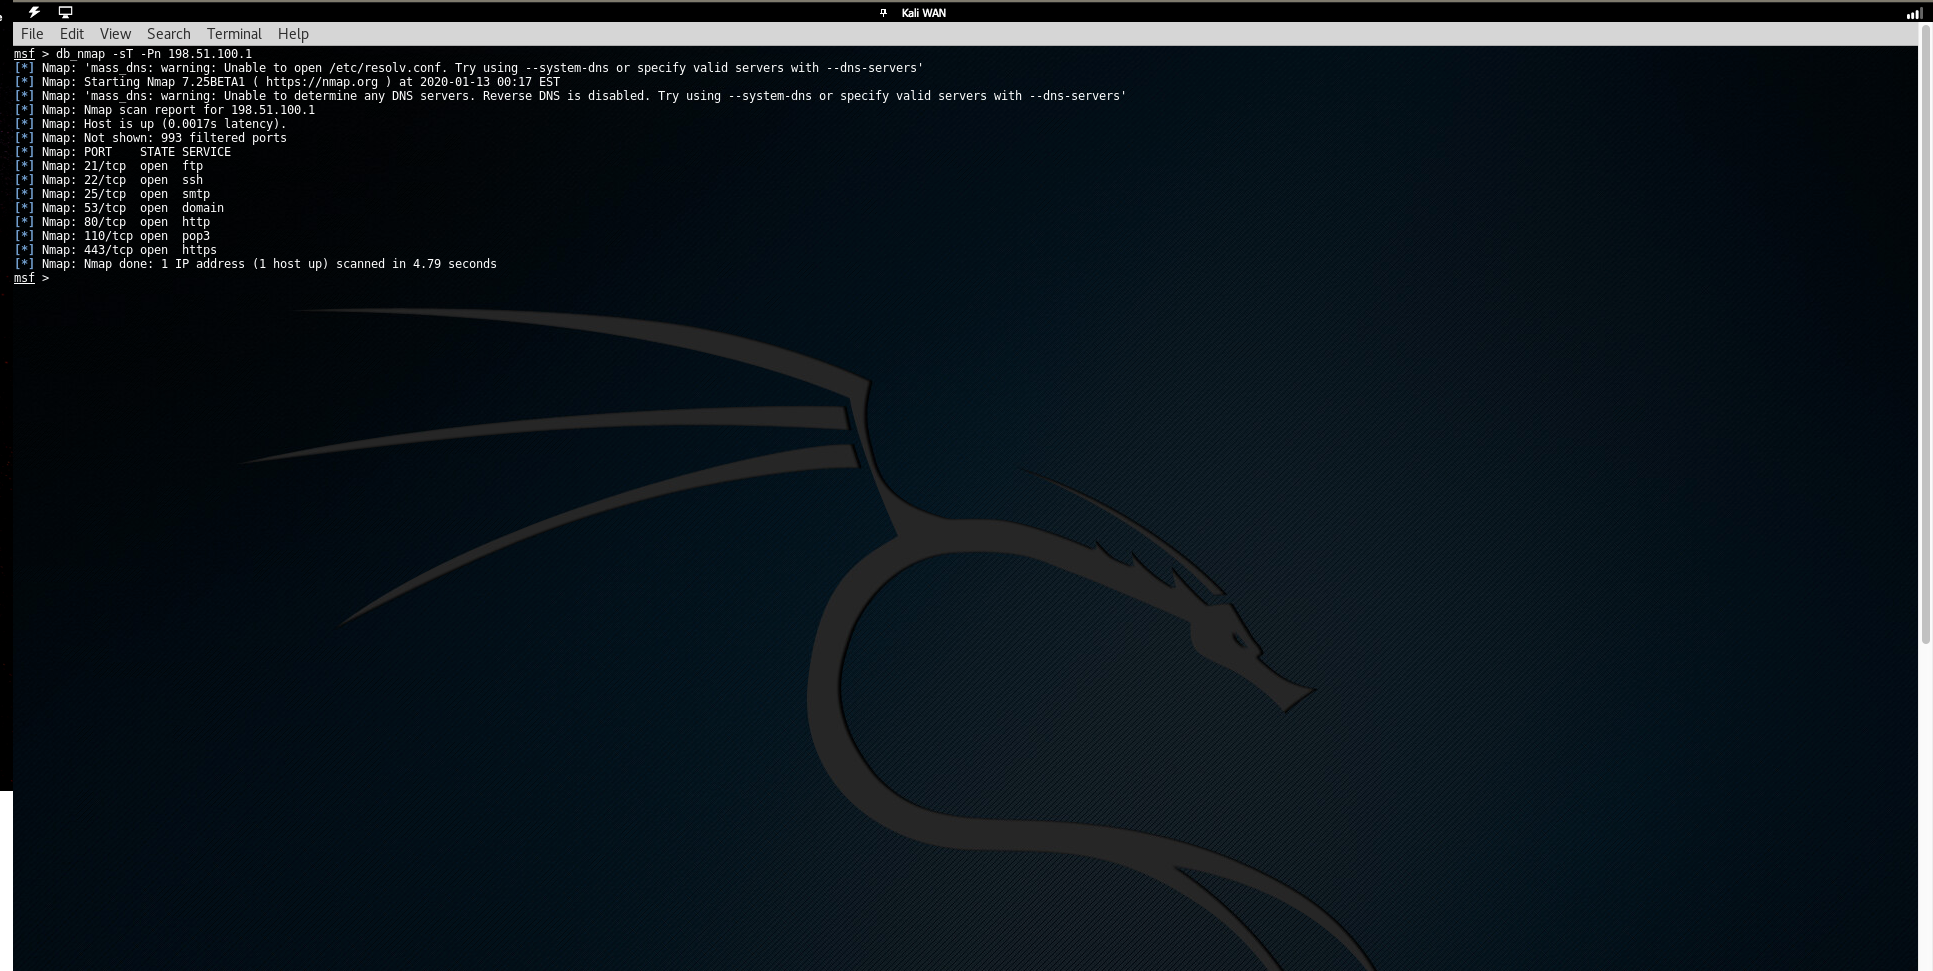 Kali WAN
File Edit View Search Terminal Help
msf > db_nmap -sT -Pn 198.51.100.1
[*] Nmap: 'mass_dns: warning: Unable to open /etc/resolv.conf. Try using --system-dns or specify valid servers with --dns-servers'
[*] Nmap: Starting Nmap 7.25BETA1 ( https://nmap.org ) at 2020-01-13 00:17 EST
[*] Nmap: 'mass_dns: warning: Unable to determine any DNS servers. Reverse DNS is disabled. Try using --system-dns or specify valid servers with --dns-servers'
[*] Nmap: Nmap scan report for 198.51.100.1
[*] Nmap: Host is up (0.0017s latency).
[*] Nmap: Not shown: 993 filtered ports
[*] Nmap: PORT    STATE SERVICE
[*] Nmap: 21/tcp  open  ftp
[*] Nmap: 22/tcp  open  ssh
[*] Nmap: 25/tcp  open  smtp
[*] Nmap: 53/tcp  open  domain
[*] Nmap: 80/tcp  open  http
[*] Nmap: 110/tcp open  pop3
[*] Nmap: 443/tcp open  https
[*] Nmap: Nmap done: 1 IP address (1 host up) scanned in 4.79 seconds
msf >